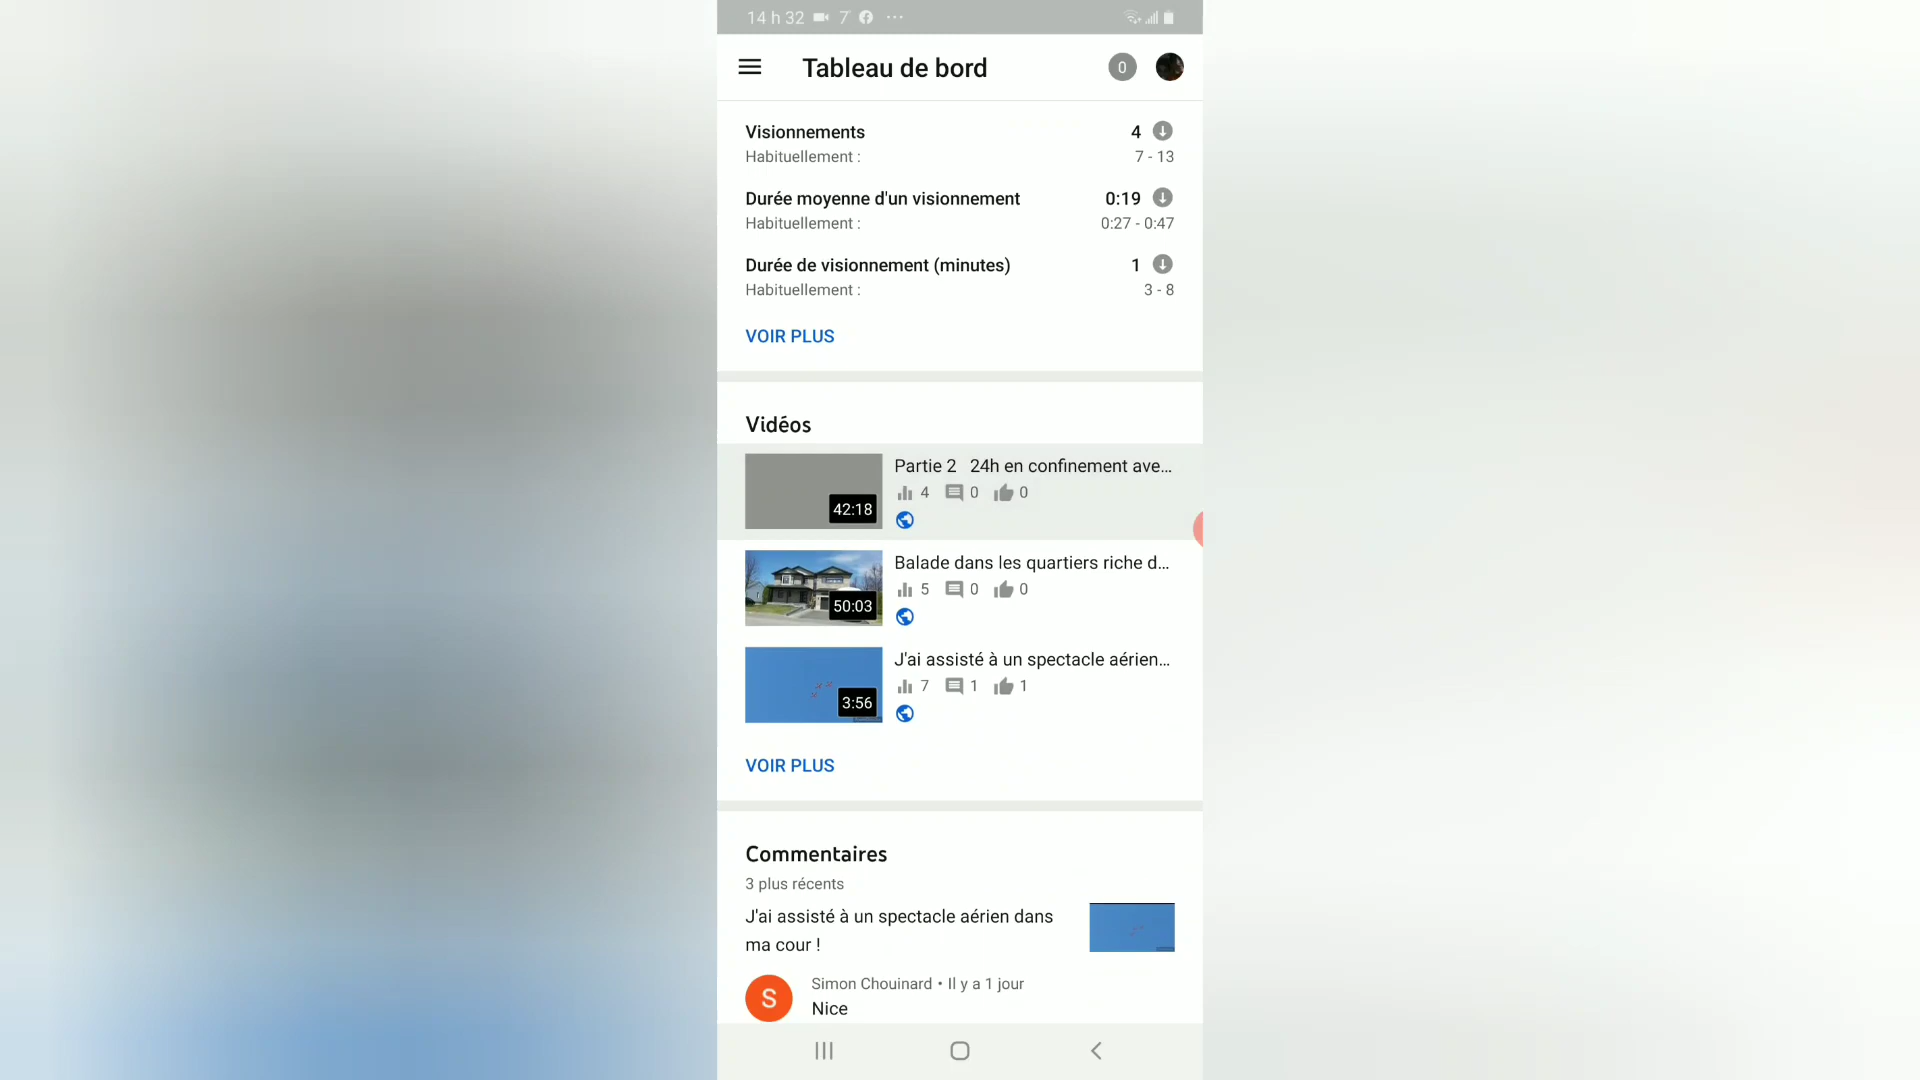 14 h 32 7° ...
Tableau de bord 0
Visionnements 4
Habituellement : 7 - 13
Durée moyenne d'un visionnement 0:19
Habituellement : 0:27 - 0:47
Durée de visionnement (minutes) 1
Habituellement : 3 - 8
VOIR PLUS
Vidéos
Partie 2 24h en confinement ave...
4 0 0
42:18
Balade dans les quartiers riche d...
5 0 0
50:03
J'ai assisté à un spectacle aérien...
7 1 1
3:56
VOIR PLUS
Commentaires
3 plus récents
J'ai assisté à un spectacle aérien dans
ma cour !
S
Simon Chouinard • Il y a 1 jour
Nice